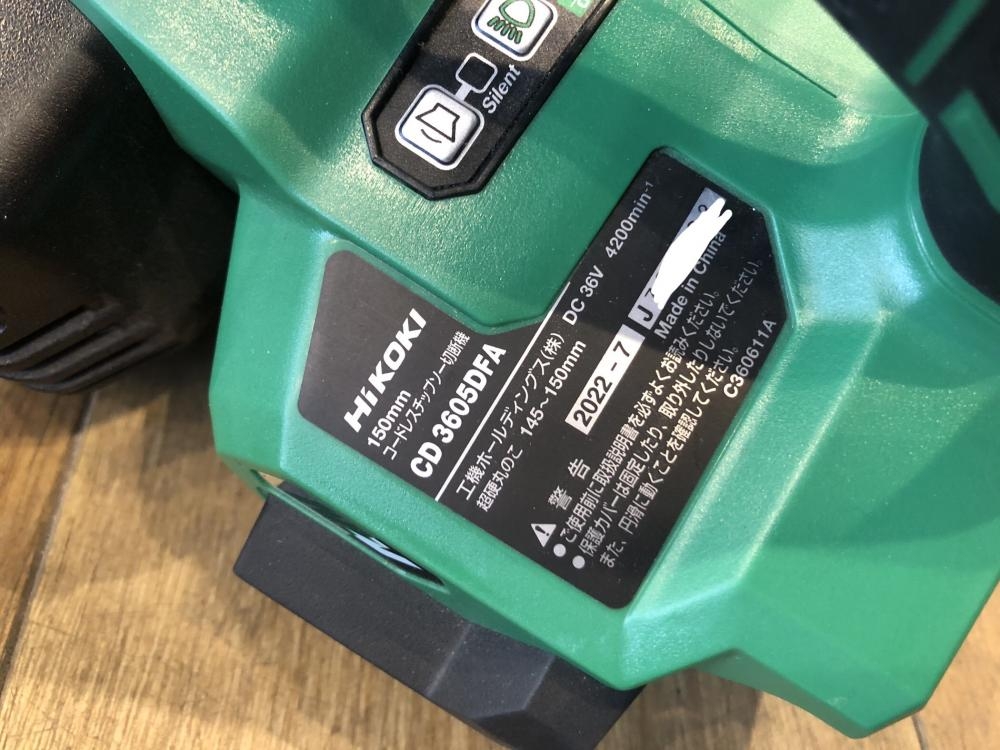 Silent
HiKOKI
150mm
コードレスチップソー切断機
CD 3605DFA
工機ホールディングス(株) DC 36V 4200min⁻¹
超硬丸のこ 145~150mm
2022-7 J
Made in China
警告
●ご使用前に取扱説明書を必ずよくお読みください。
●保護カバーは固定したり、取り外したりしないでください。
また、円滑に動くことを確認してください。
C360611A